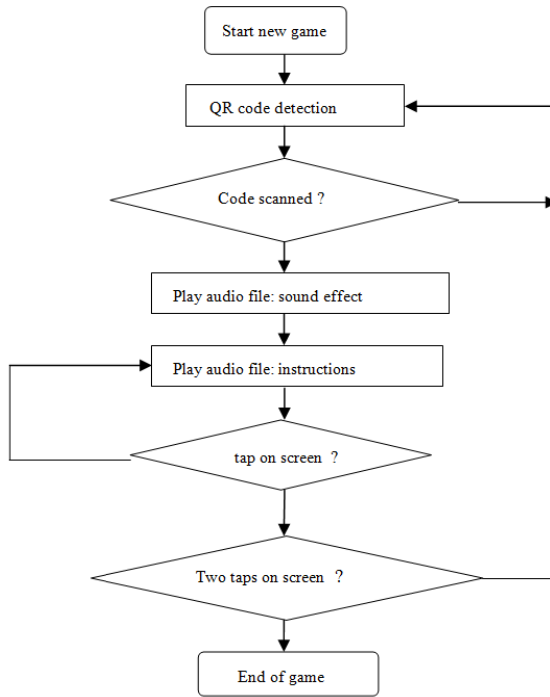 Start new game
QR code detection
Code scanned ?
Play audio file: sound effect
Play audio file: instructions
tap on screen ?
Two taps on screen ?
End of game